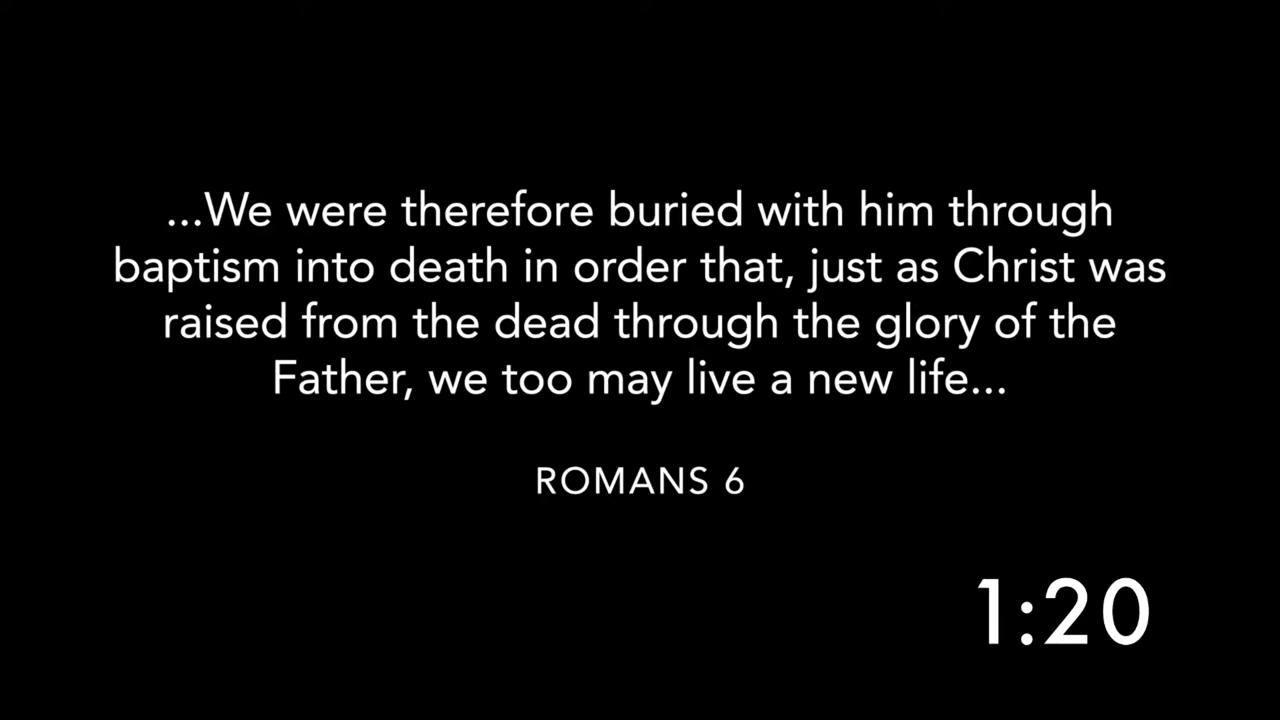 ...We were therefore buried with him through
baptism into death in order that, just as Christ was
raised from the dead through the glory of the
Father, we too may live a new life...
ROMANS 6
1:20